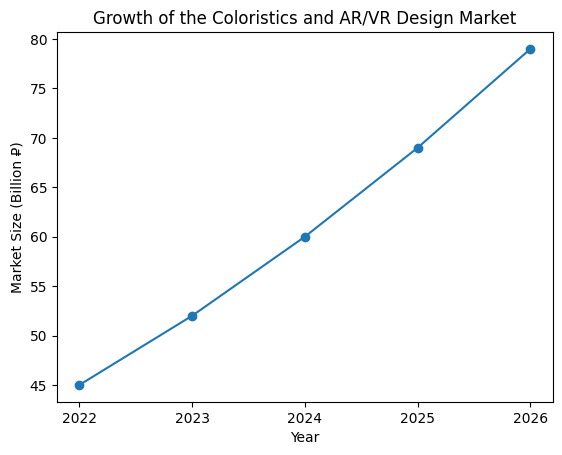 Growth of the Coloristics and AR/VR Design Market
Market Size (Billion ₽)
80
75
70
65
60
55
50
45
2022 2023 2024 2025 2026
Year